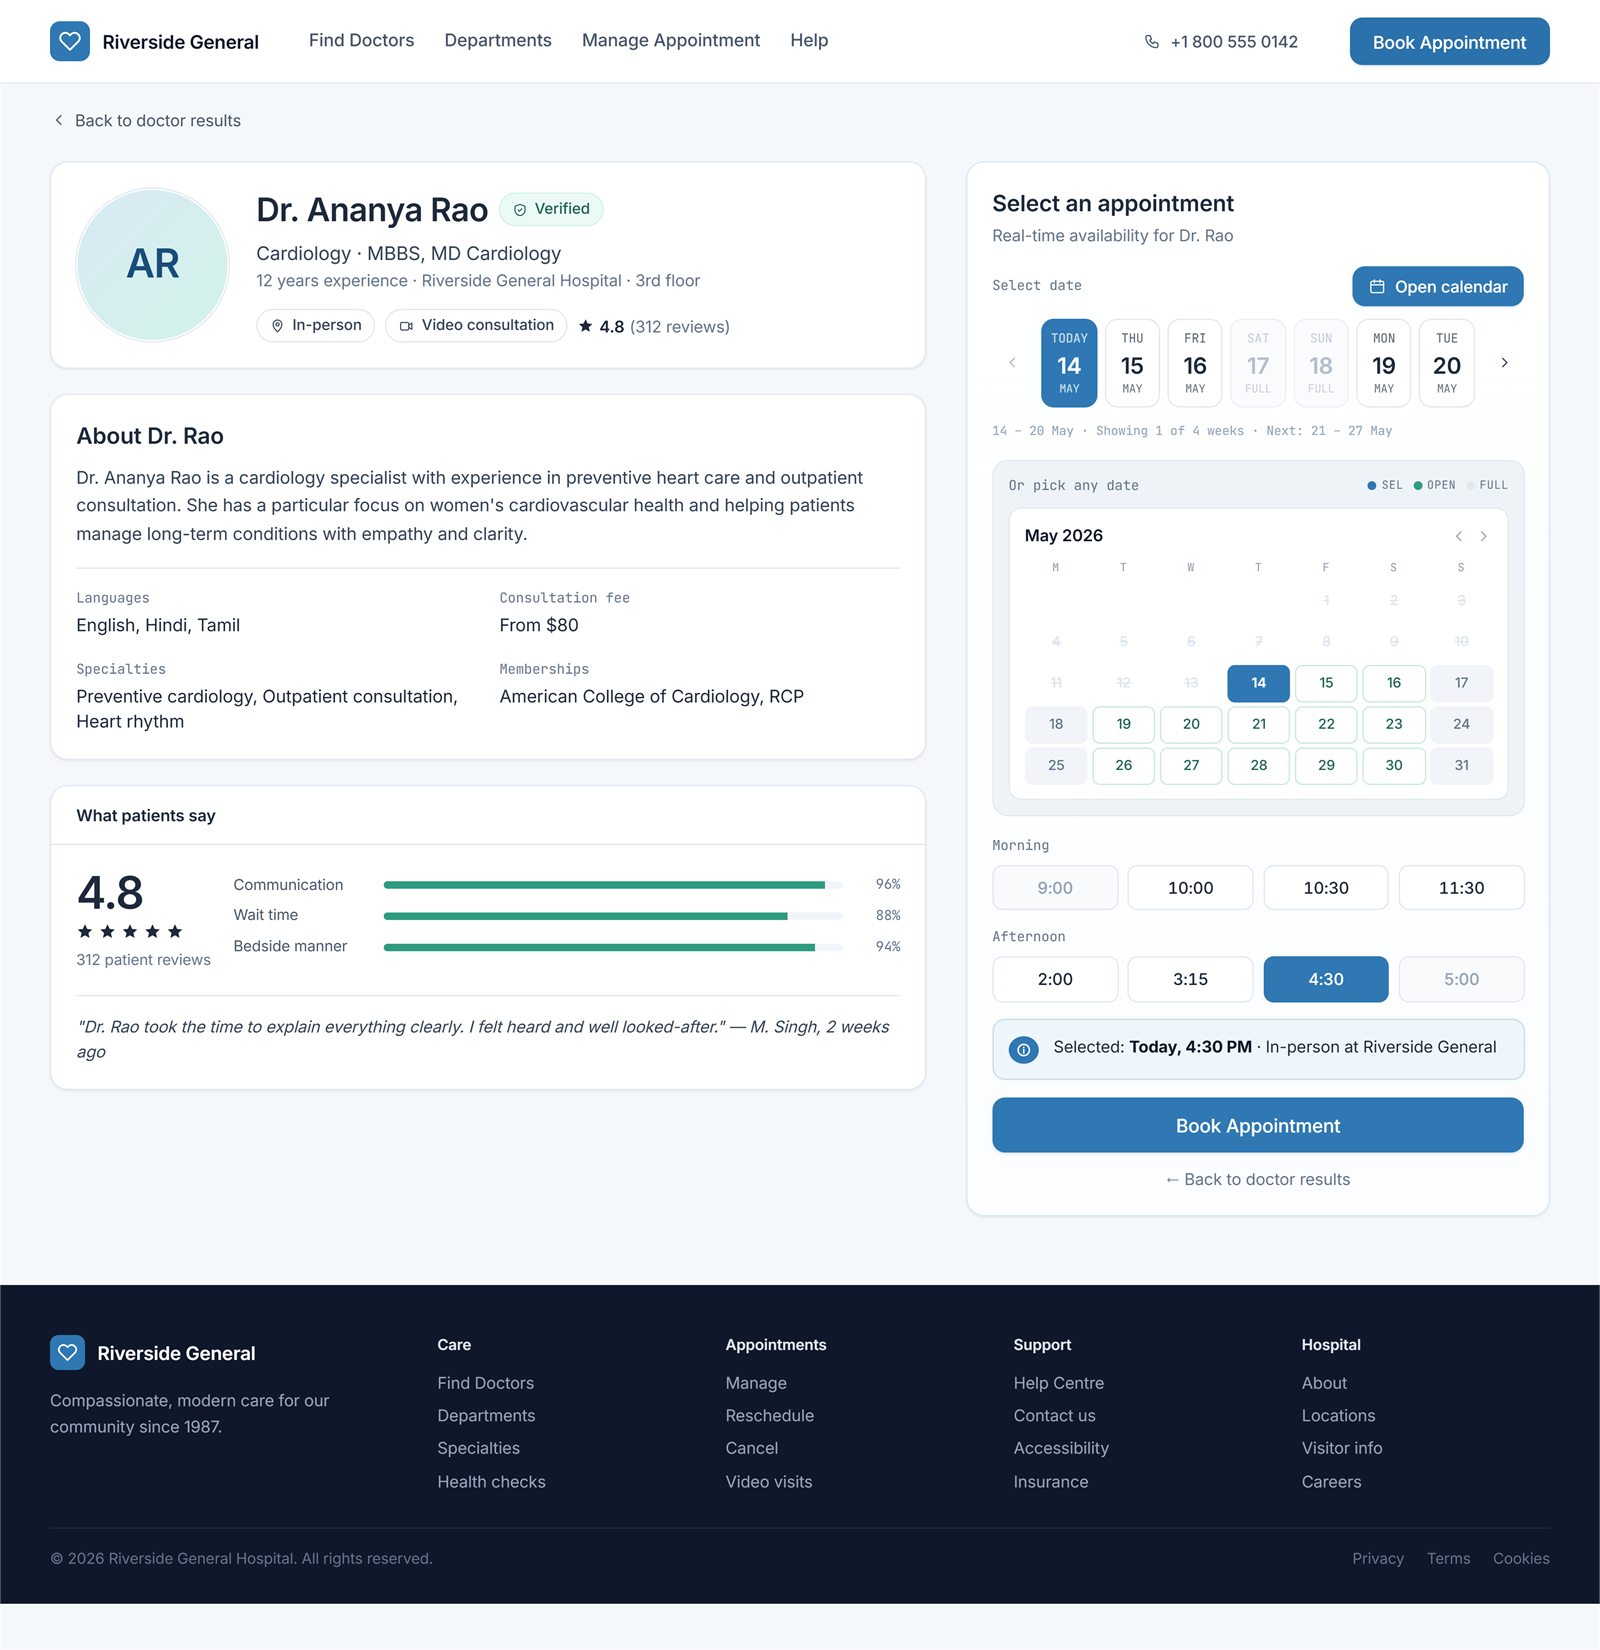 Riverside General
Find Doctors
Departments
Manage Appointment
Help
+1 800 555 0142
Book Appointment
Back to doctor results
AR
Dr. Ananya Rao
Verified
Cardiology · MBBS, MD Cardiology
12 years experience · Riverside General Hospital · 3rd floor
In-person
Video consultation
★ 4.8 (312 reviews)
About Dr. Rao
Dr. Ananya Rao is a cardiology specialist with experience in preventive heart care and outpatient
consultation. She has a particular focus on women's cardiovascular health and helping patients
manage long-term conditions with empathy and clarity.
Languages
English, Hindi, Tamil
Consultation fee
From $80
Specialties
Preventive cardiology, Outpatient consultation,
Heart rhythm
Memberships
American College of Cardiology, RCP
What patients say
4.8
★ ★ ★ ★ ★
312 patient reviews
Communication 96%
Wait time 88%
Bedside manner 94%
"Dr. Rao took the time to explain everything clearly. I felt heard and well looked-after." — M. Singh, 2 weeks
ago
Select an appointment
Real-time availability for Dr. Rao
Select date
Open calendar
TODAY 14 MAY
THU 15 MAY
FRI 16 MAY
SAT 17 FULL
SUN 18 FULL
MON 19 MAY
TUE 20 MAY
14 – 20 May · Showing 1 of 4 weeks · Next: 21 – 27 May
Or pick any date
SEL OPEN FULL
May 2026
M T W T F S S
1 2 3
4 5 6 7 8 9 10
11 12 13 14 15 16 17
18 19 20 21 22 23 24
25 26 27 28 29 30 31
Morning
9:00 10:00 10:30 11:30
Afternoon
2:00 3:15 4:30 5:00
Selected: Today, 4:30 PM · In-person at Riverside General
Book Appointment
← Back to doctor results
Riverside General
Compassionate, modern care for our
community since 1987.
Care
Find Doctors
Departments
Specialties
Health checks
Appointments
Manage
Reschedule
Cancel
Video visits
Support
Help Centre
Contact us
Accessibility
Insurance
Hospital
About
Locations
Visitor info
Careers
© 2026 Riverside General Hospital. All rights reserved.
Privacy Terms Cookies